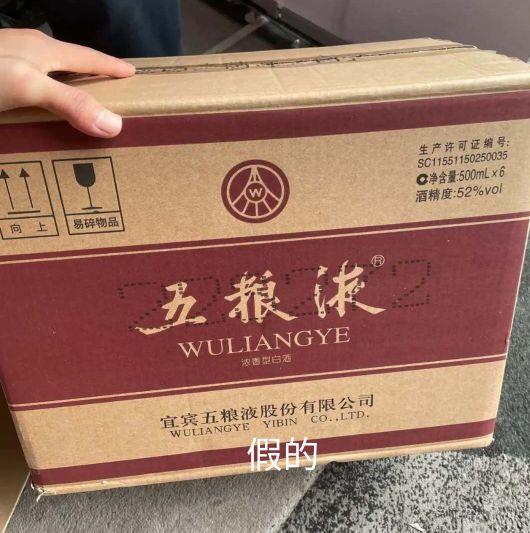 生产许可证编号:
SC11551150250035
净含量:500mL×6
酒精度:52%vol
向上
易碎物品
W
五粮液®
WULIANGYE
浓香型白酒
宜宾五粮液股份有限公司
WULIANGYE YIBIN CO.,LTD.
假的